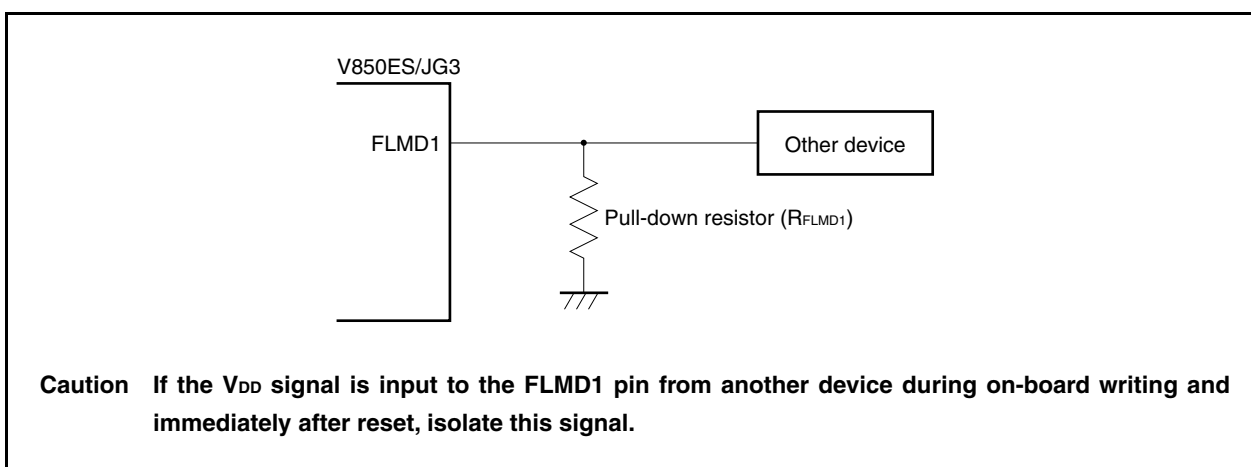 V850ES/JG3
FLMD1
Other device
Pull-down resistor (RFLMD1)
Caution If the VDD signal is input to the FLMD1 pin from another device during on-board writing and
immediately after reset, isolate this signal.